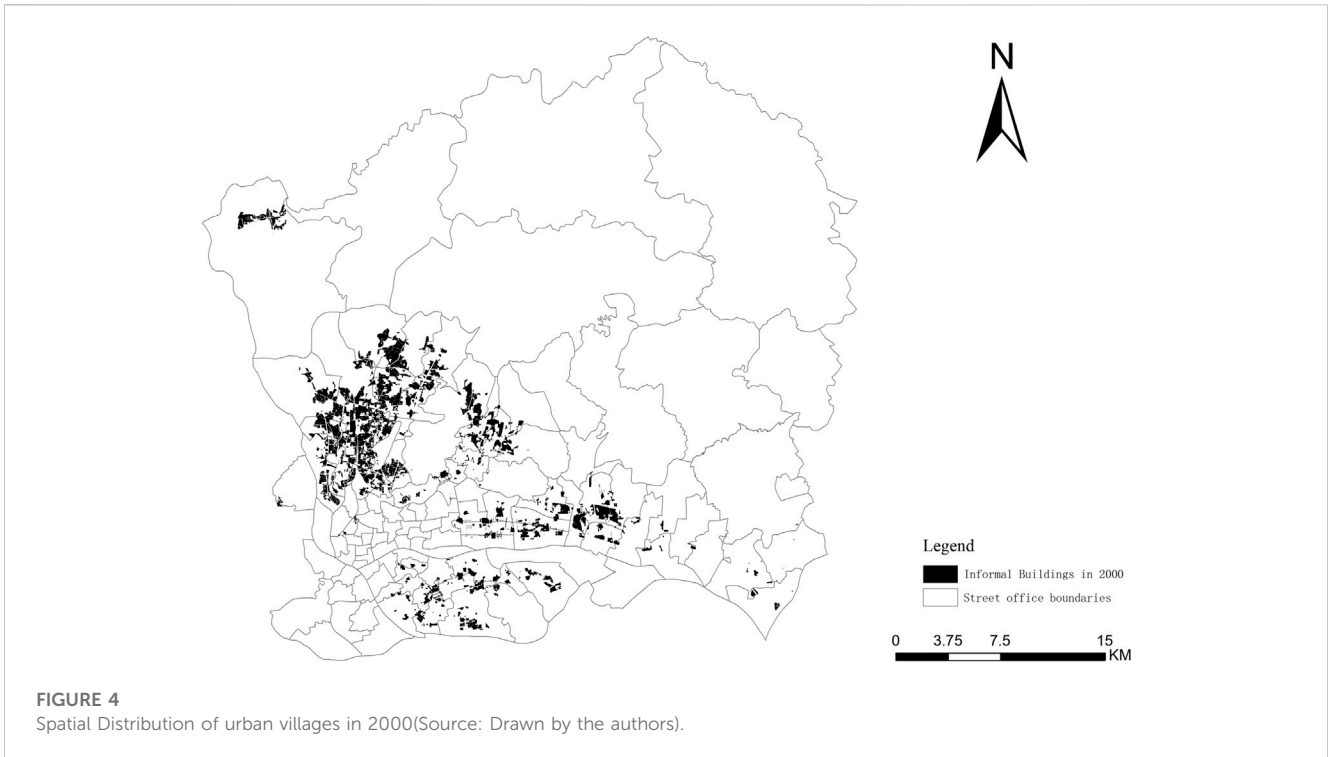 N
Legend
Informal Buildings in 2000
Street office boundaries
0 3.75 7.5 15
KM
FIGURE 4
Spatial Distribution of urban villages in 2000(Source: Drawn by the authors).